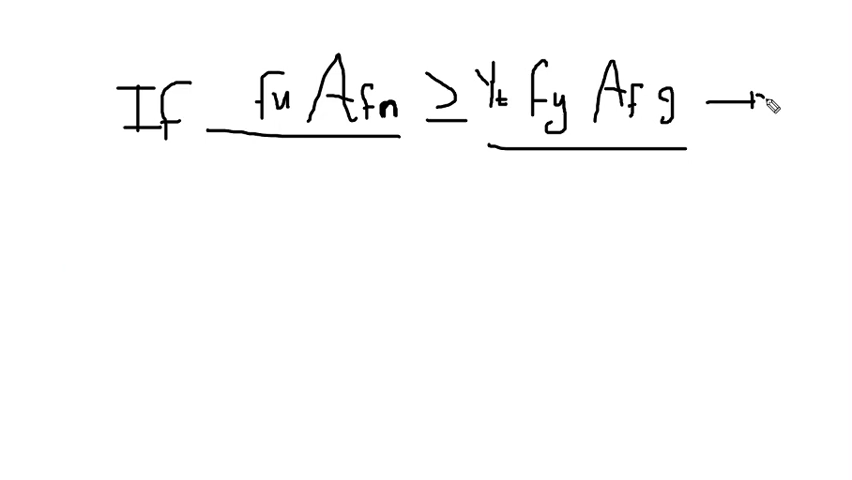 If fu Afn ≥ Yt Fy Afg →